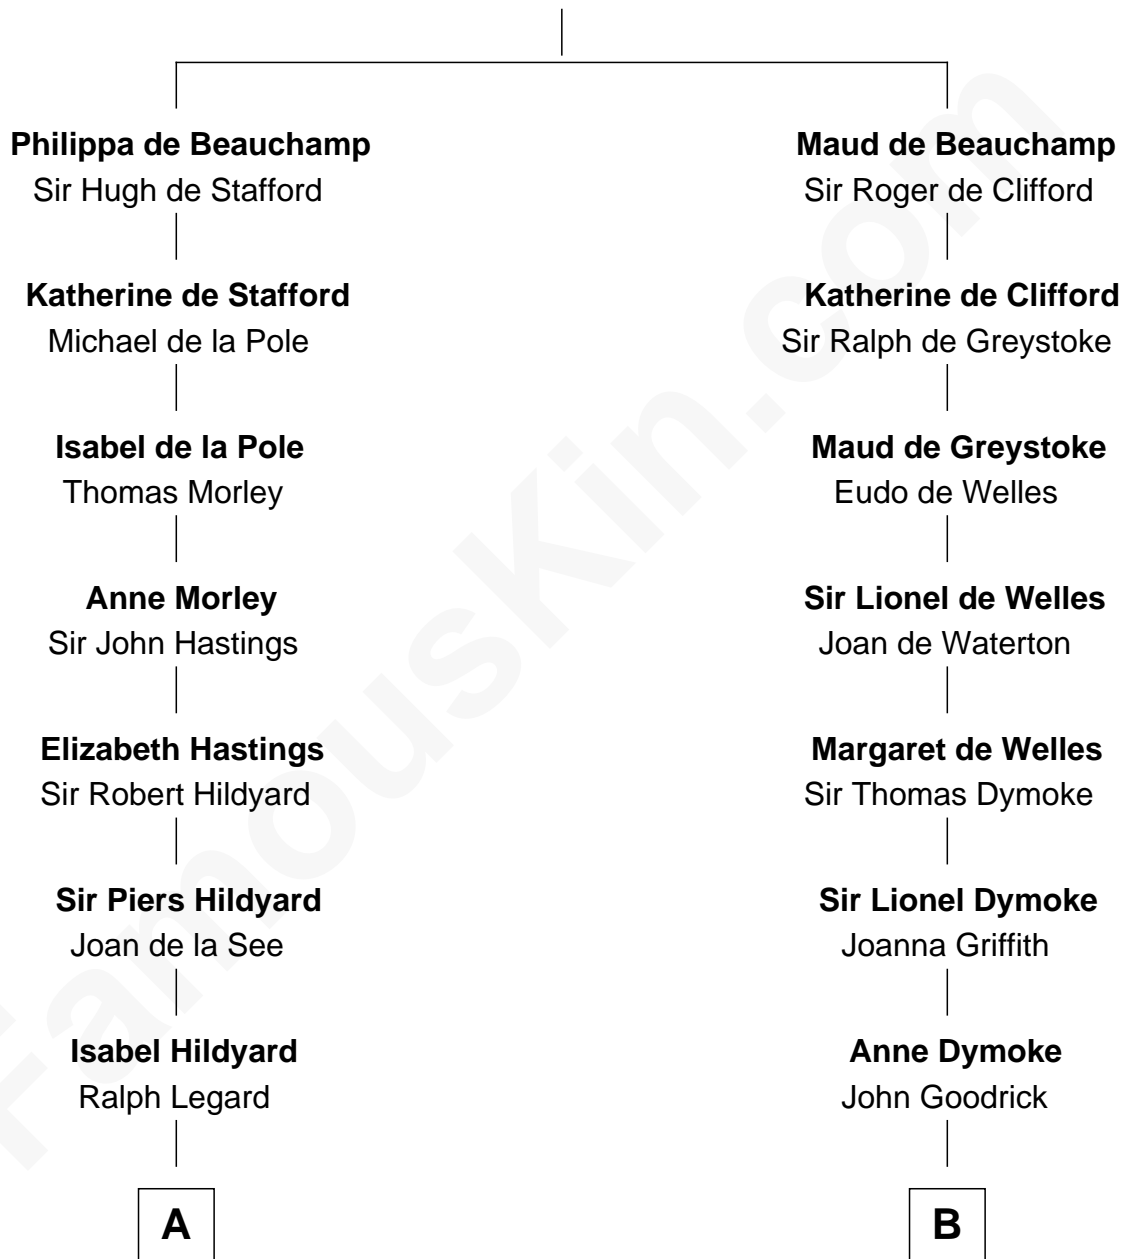 Philippa de Beauchamp
Sir Hugh de Stafford
Katherine de Stafford
Michael de la Pole
Isabel de la Pole
Thomas Morley
Anne Morley
Sir John Hastings
Elizabeth Hastings
Sir Robert Hildyard
Sir Piers Hildyard
Joan de la See
Isabel Hildyard
Ralph Legard
A
Maud de Beauchamp
Sir Roger de Clifford
Katherine de Clifford
Sir Ralph de Greystoke
Maud de Greystoke
Eudo de Welles
Sir Lionel de Welles
Joan de Waterton
Margaret de Welles
Sir Thomas Dymoke
Sir Lionel Dymoke
Joanna Griffith
Anne Dymoke
John Goodrick
B
FamousKin.com